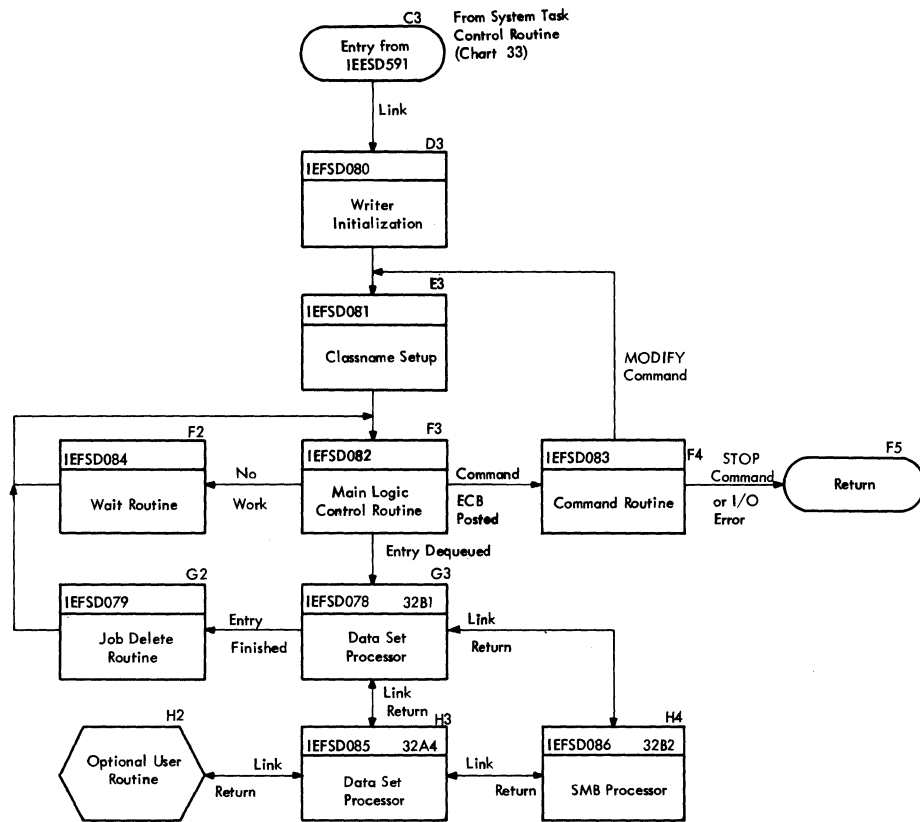 C3
From System Task
Control Routine
(Chart 33)
Entry from
IEESD591
Link
D3
IEFSD080
Writer
Initialization
E3
IEFSD081
Classname Setup
MODIFY
Command
F2
IEFSD084
Wait Routine
No
Work
F3
IEFSD082
Main Logic
Control Routine
Command
ECB
Posted
F4
IEFSD083
Command Routine
STOP
Command
or I/O
Error
F5
Return
Entry Dequeued
G2
IEFSD079
Job Delete
Routine
Entry
Finished
G3
IEFSD078 32B1
Data Set
Processor
Link
Return
Link
Return
H2
Optional User
Routine
Link
Return
H3
IEFSD085 32A4
Data Set
Processor
Link
Return
H4
IEFSD086 32B2
SMB Processor